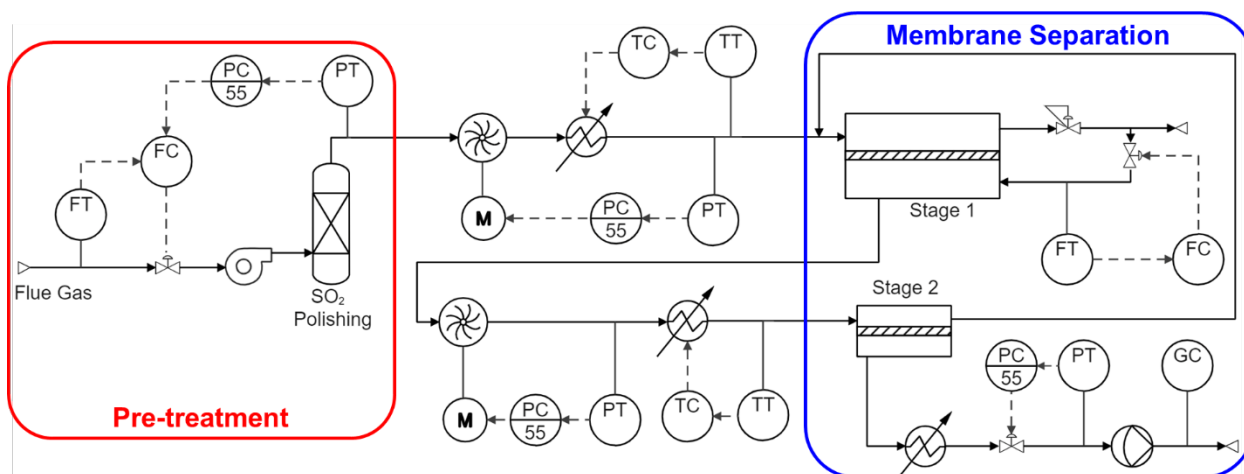 Membrane Separation
TC
TT
PC
55
PT
FC
FT
Flue Gas
SO₂
Polishing
M
PC
55
PT
Stage 1
FT
FC
Stage 2
M
PC
55
PT
TC
TT
PC
55
PT
GC
Pre-treatment